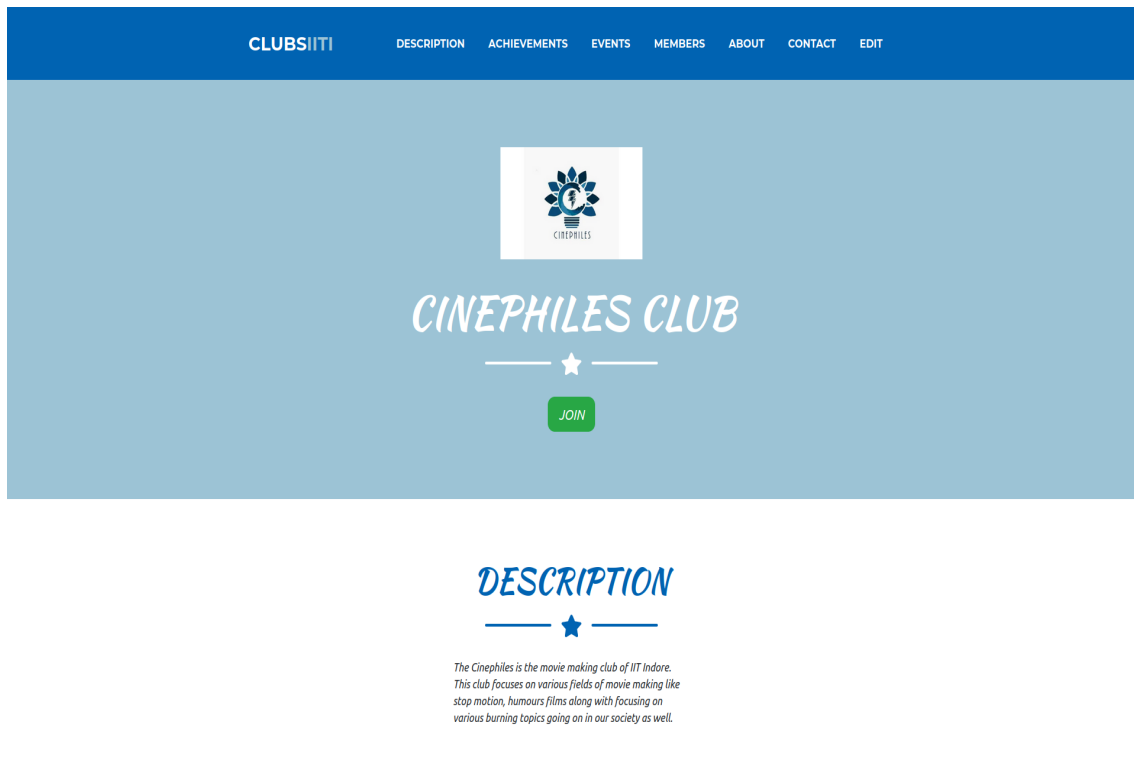 CLUBSIITI
DESCRIPTION ACHIEVEMENTS EVENTS MEMBERS ABOUT CONTACT EDIT
CINEPHILES
CINEPHILES CLUB
JOIN
DESCRIPTION
The Cinephiles is the movie making club of IIT Indore.
This club focuses on various fields of movie making like
stop motion, humours films along with focusing on
various burning topics going on in our society as well.